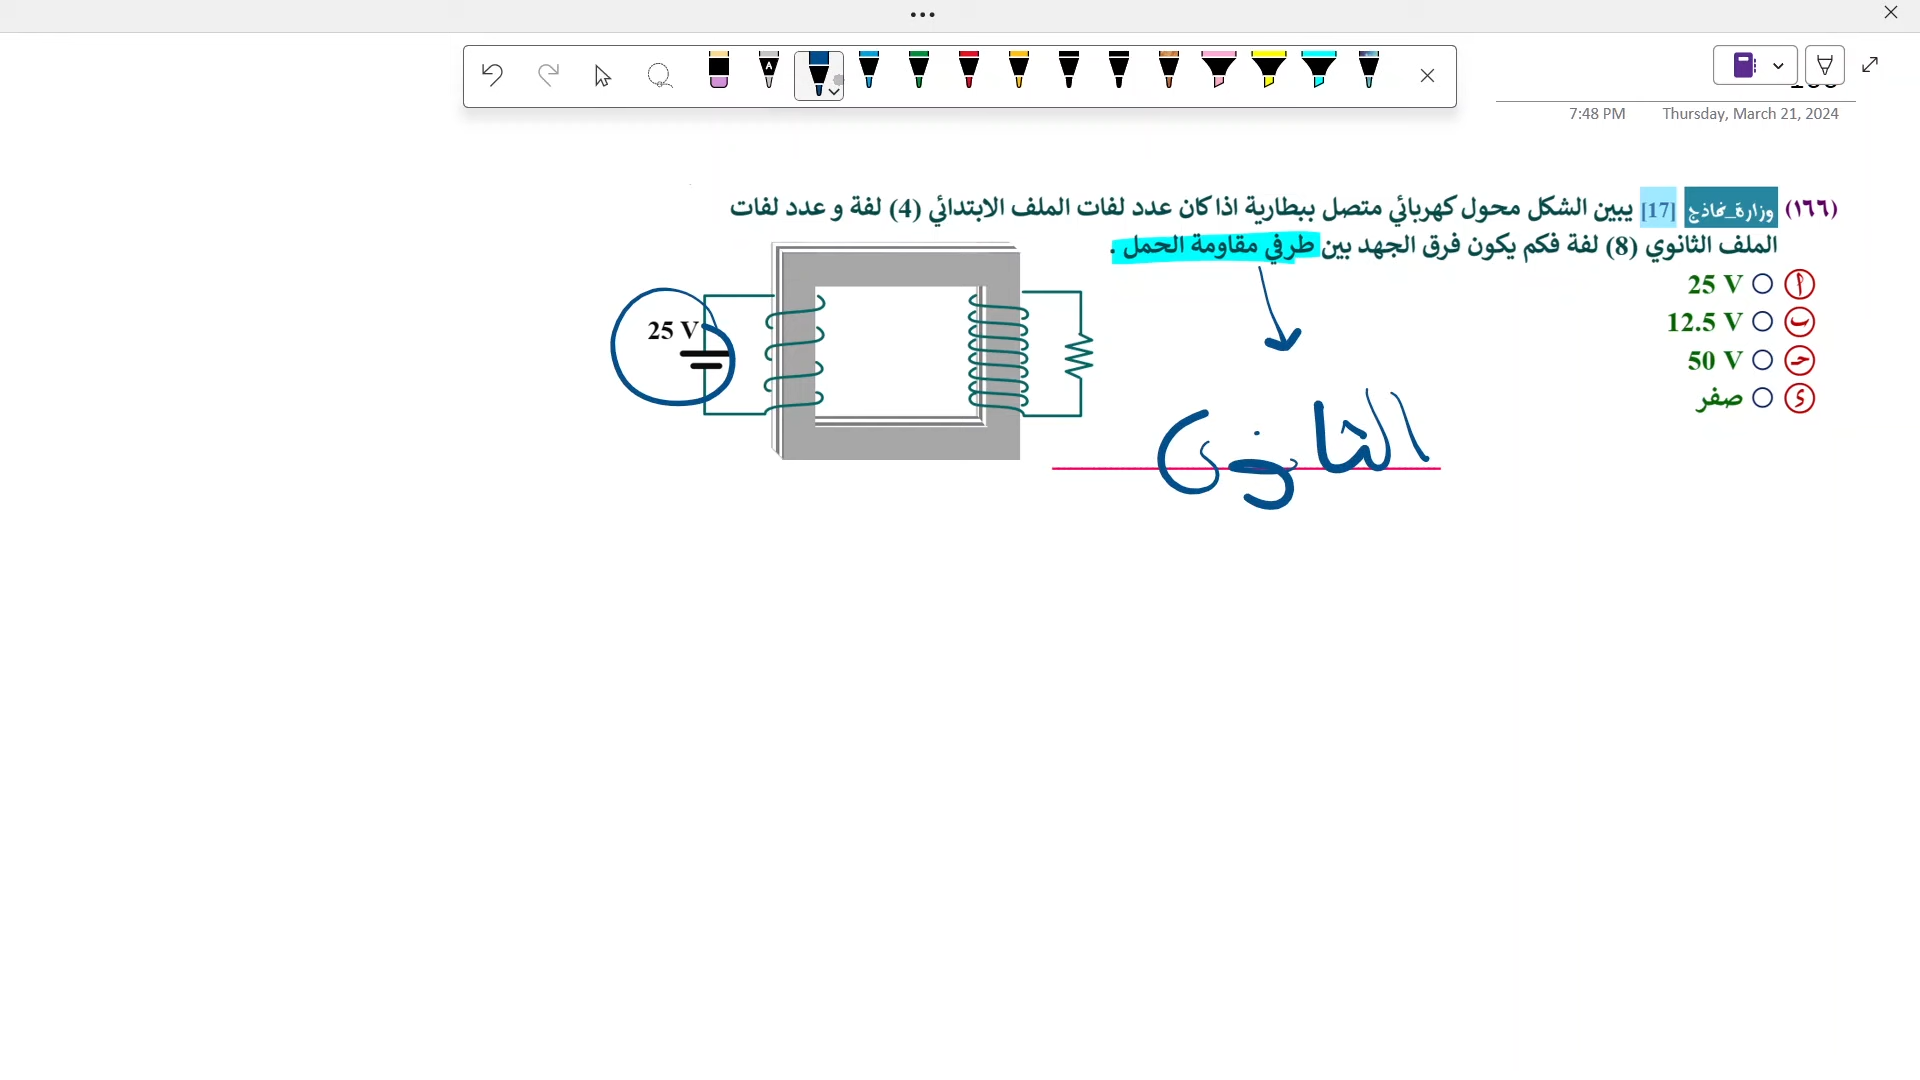 7:48 PM Thursday, March 21, 2024
(١٦٦) وزارة_نماذج [17] يبين الشكل محول كهربائي متصل ببطارية اذا كان عدد لفات الملف الابتدائي (4) لفة و عدد لفات
الملف الثانوي (8) لفة فكم يكون فرق الجهد بين طرفي مقاومة الحمل .
أ 25 V
ب 12.5 V
ج 50 V
د صفر
25 V
الثانوي
A